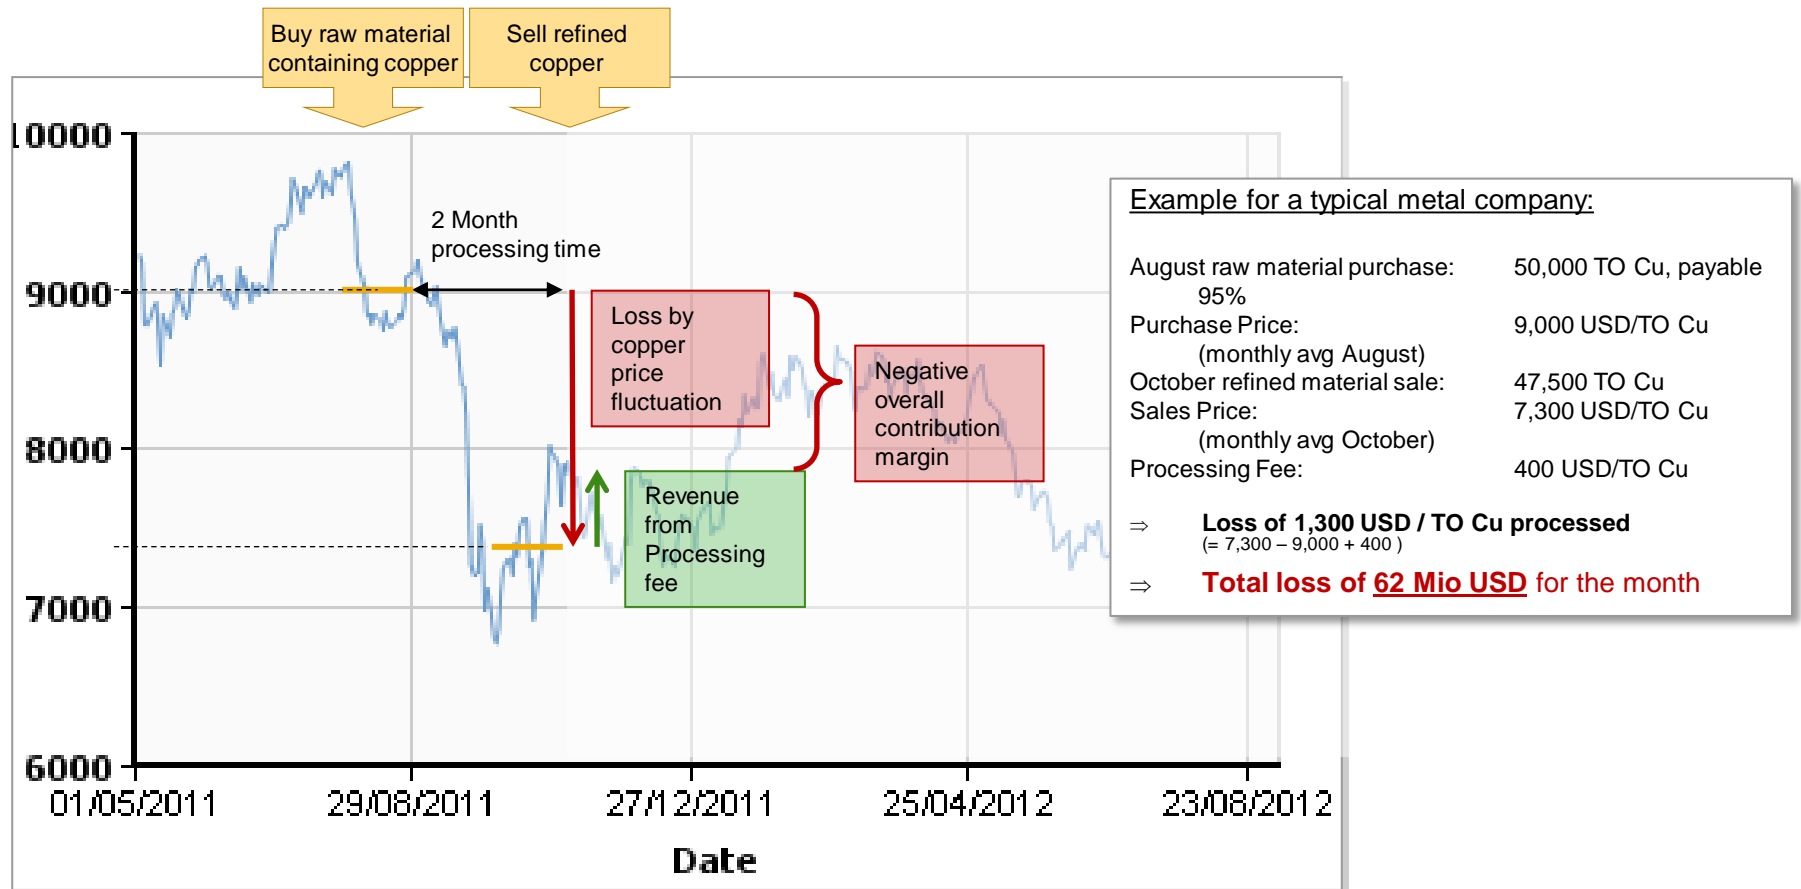 Buy raw material
containing copper
Sell refined
copper
10000
9000
8000
7000
6000
2 Month
processing time
Loss by
copper
price
fluctuation
Negative
overall
contribution
margin
Revenue
from
Processing
fee
01/05/2011
29/08/2011
27/12/2011
25/04/2012
23/08/2012
Date
Example for a typical metal company:
August raw material purchase: 50,000 TO Cu, payable
95%
Purchase Price: 9,000 USD/TO Cu
(monthly avg August)
October refined material sale: 47,500 TO Cu
Sales Price: 7,300 USD/TO Cu
(monthly avg October)
Processing Fee: 400 USD/TO Cu
⇒ Loss of 1,300 USD / TO Cu processed
(= 7,300 – 9,000 + 400 )
⇒ Total loss of 62 Mio USD for the month